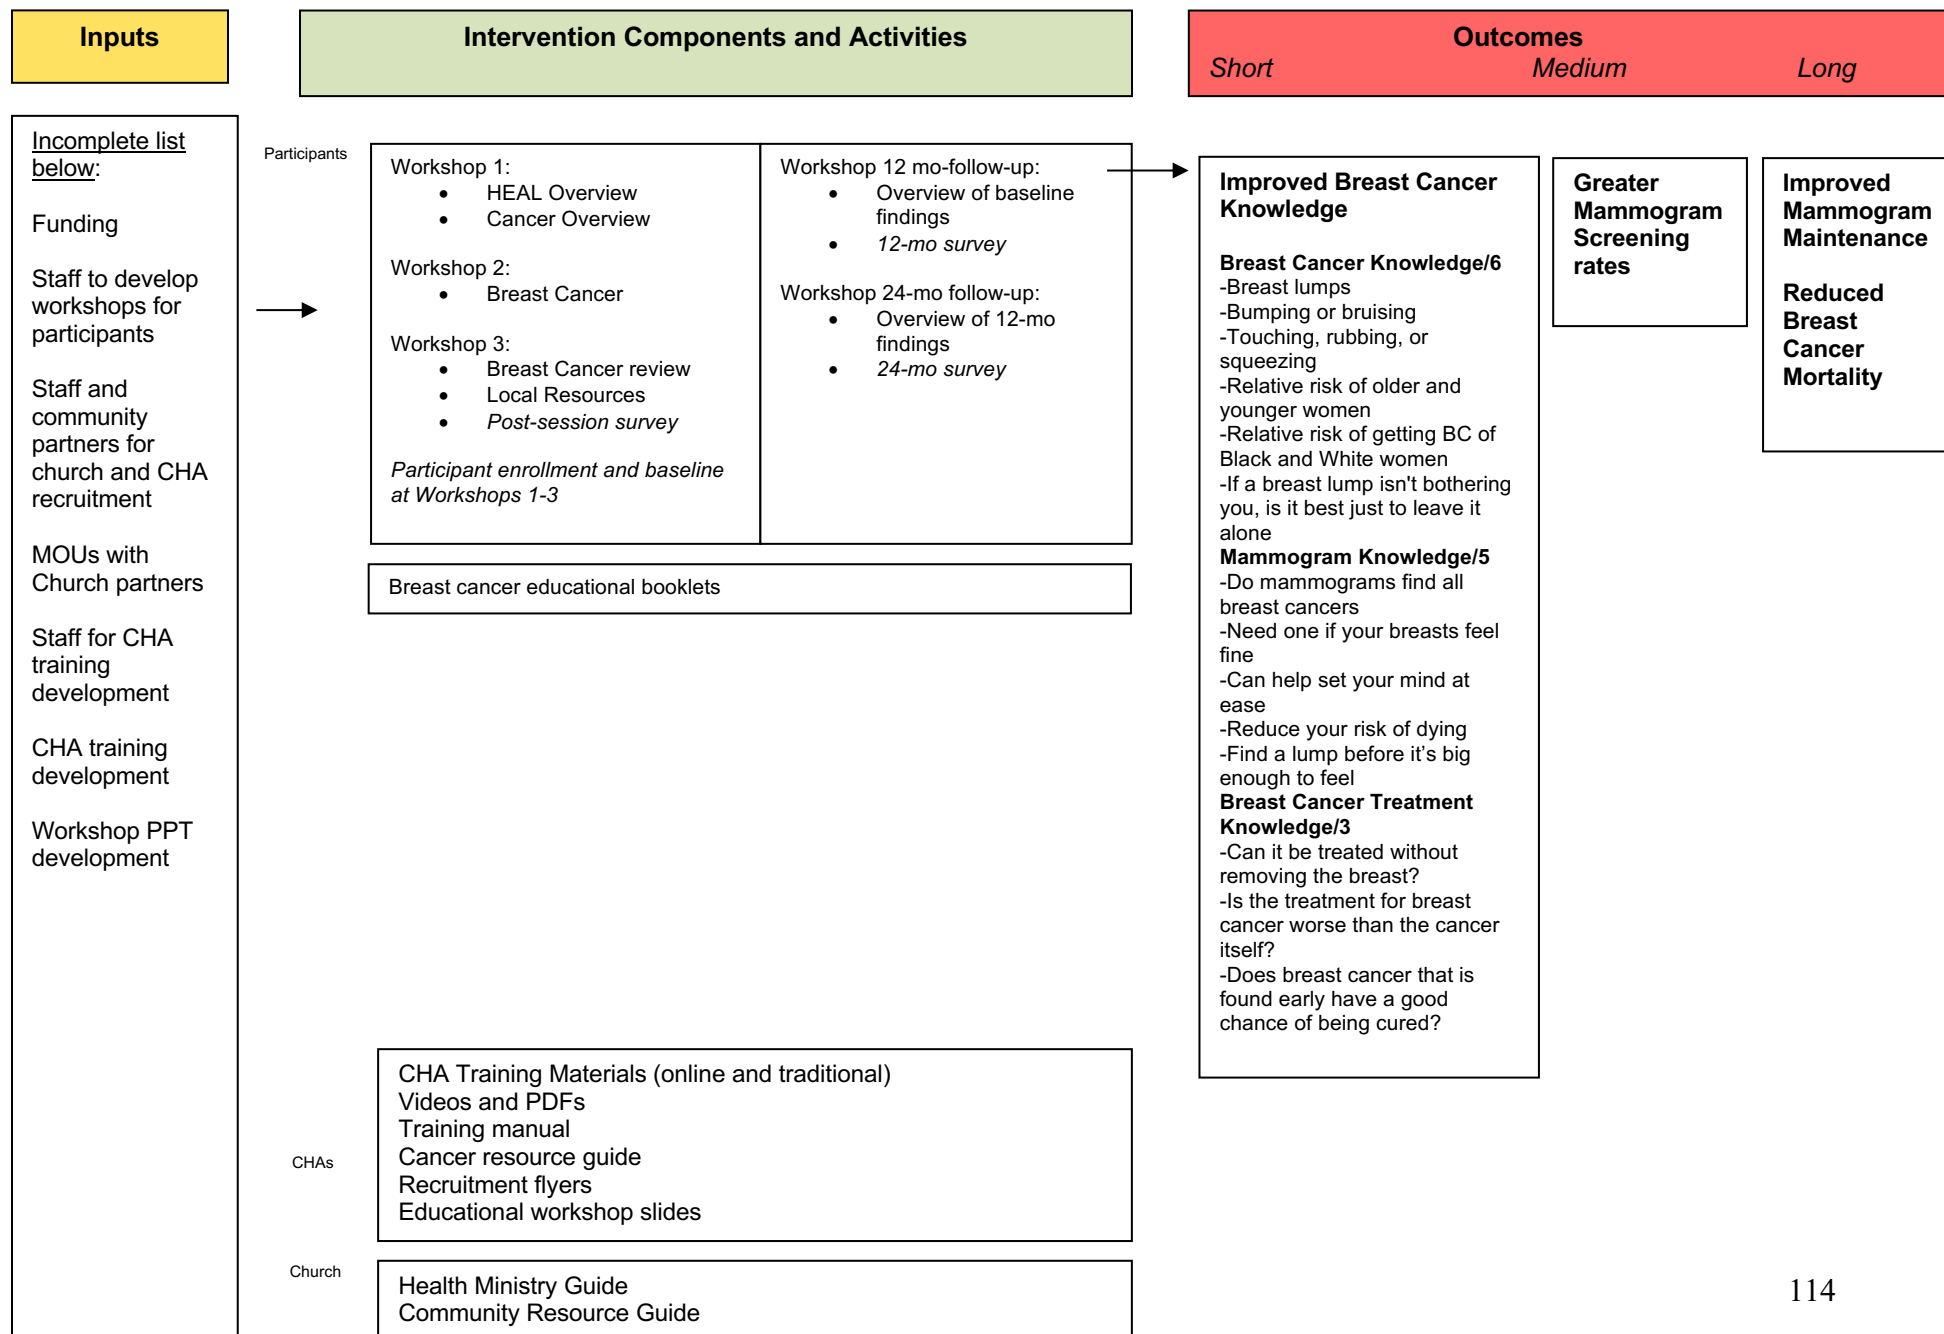 Inputs
Intervention Components and Activities
Outcomes
Short Medium Long
Incomplete list
below:
Funding
Staff to develop
workshops for
participants
Staff and
community
partners for
church and CHA
recruitment
MOUs with
Church partners
Staff for CHA
training
development
CHA training
development
Workshop PPT
development
Participants
Workshop 1:
• HEAL Overview
• Cancer Overview
Workshop 2:
• Breast Cancer
Workshop 3:
• Breast Cancer review
• Local Resources
• Post-session survey
Participant enrollment and baseline
at Workshops 1-3
Workshop 12 mo-follow-up:
• Overview of baseline
findings
• 12-mo survey
Workshop 24-mo follow-up:
• Overview of 12-mo
findings
• 24-mo survey
Breast cancer educational booklets
CHAs
CHA Training Materials (online and traditional)
Videos and PDFs
Training manual
Cancer resource guide
Recruitment flyers
Educational workshop slides
Church
Health Ministry Guide
Community Resource Guide
Improved Breast Cancer
Knowledge
Breast Cancer Knowledge/6
-Breast lumps
-Bumping or bruising
-Touching, rubbing, or
squeezing
-Relative risk of older and
younger women
-Relative risk of getting BC of
Black and White women
-If a breast lump isn't bothering
you, is it best just to leave it
alone
Mammogram Knowledge/5
-Do mammograms find all
breast cancers
-Need one if your breasts feel
fine
-Can help set your mind at
ease
-Reduce your risk of dying
-Find a lump before it’s big
enough to feel
Breast Cancer Treatment
Knowledge/3
-Can it be treated without
removing the breast?
-Is the treatment for breast
cancer worse than the cancer
itself?
-Does breast cancer that is
found early have a good
chance of being cured?
Greater
Mammogram
Screening
rates
Improved
Mammogram
Maintenance
Reduced
Breast
Cancer
Mortality
114